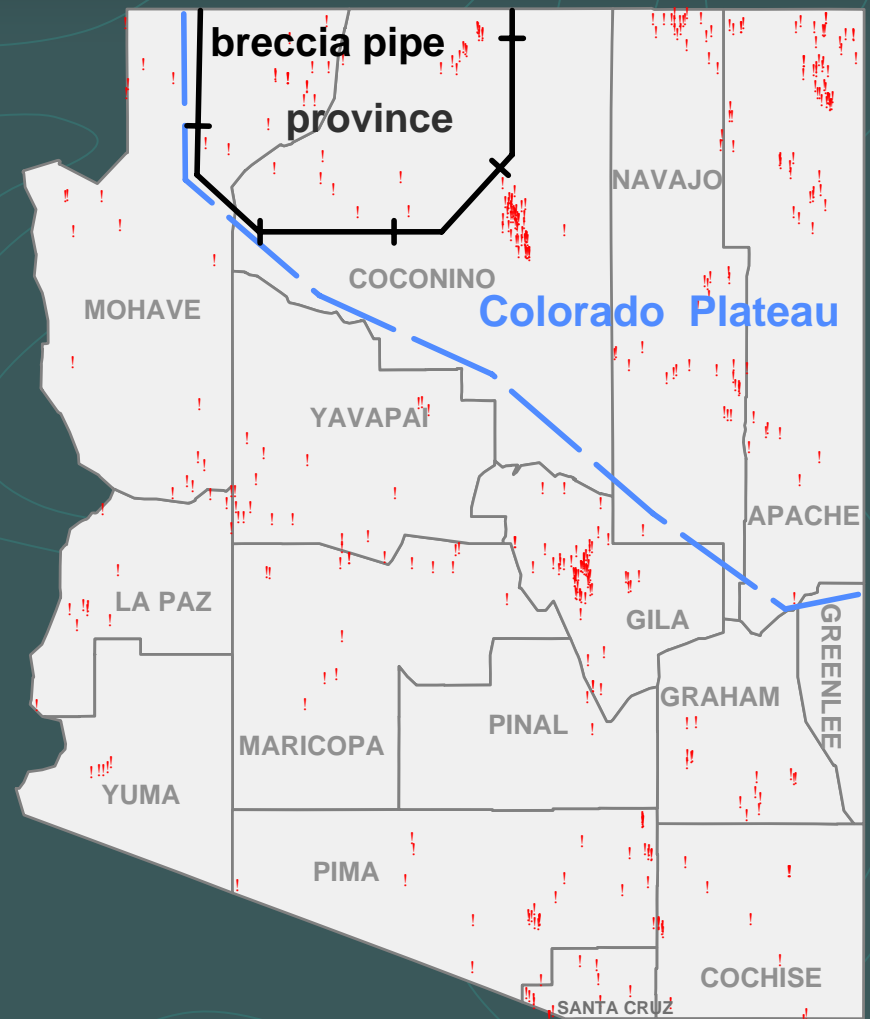 breccia pipe
province
NAVAJO
COCONINO
MOHAVE
Colorado Plateau
YAVAPAI
APACHE
LA PAZ
GILA
GREENLEE
GRAHAM
PINAL
MARICOPA
YUMA
PIMA
COCHISE
SANTA CRUZ